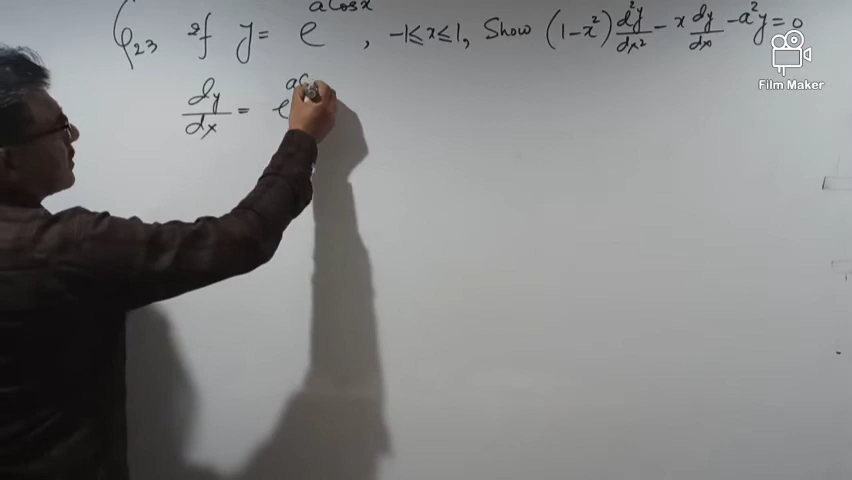 Q23 If y = e^{a cos x}, -1 ≤ x ≤ 1, Show (1-x²) d²y/dx² - x dy/dx - a²y = 0
dy/dx = e^{ac
Film Maker